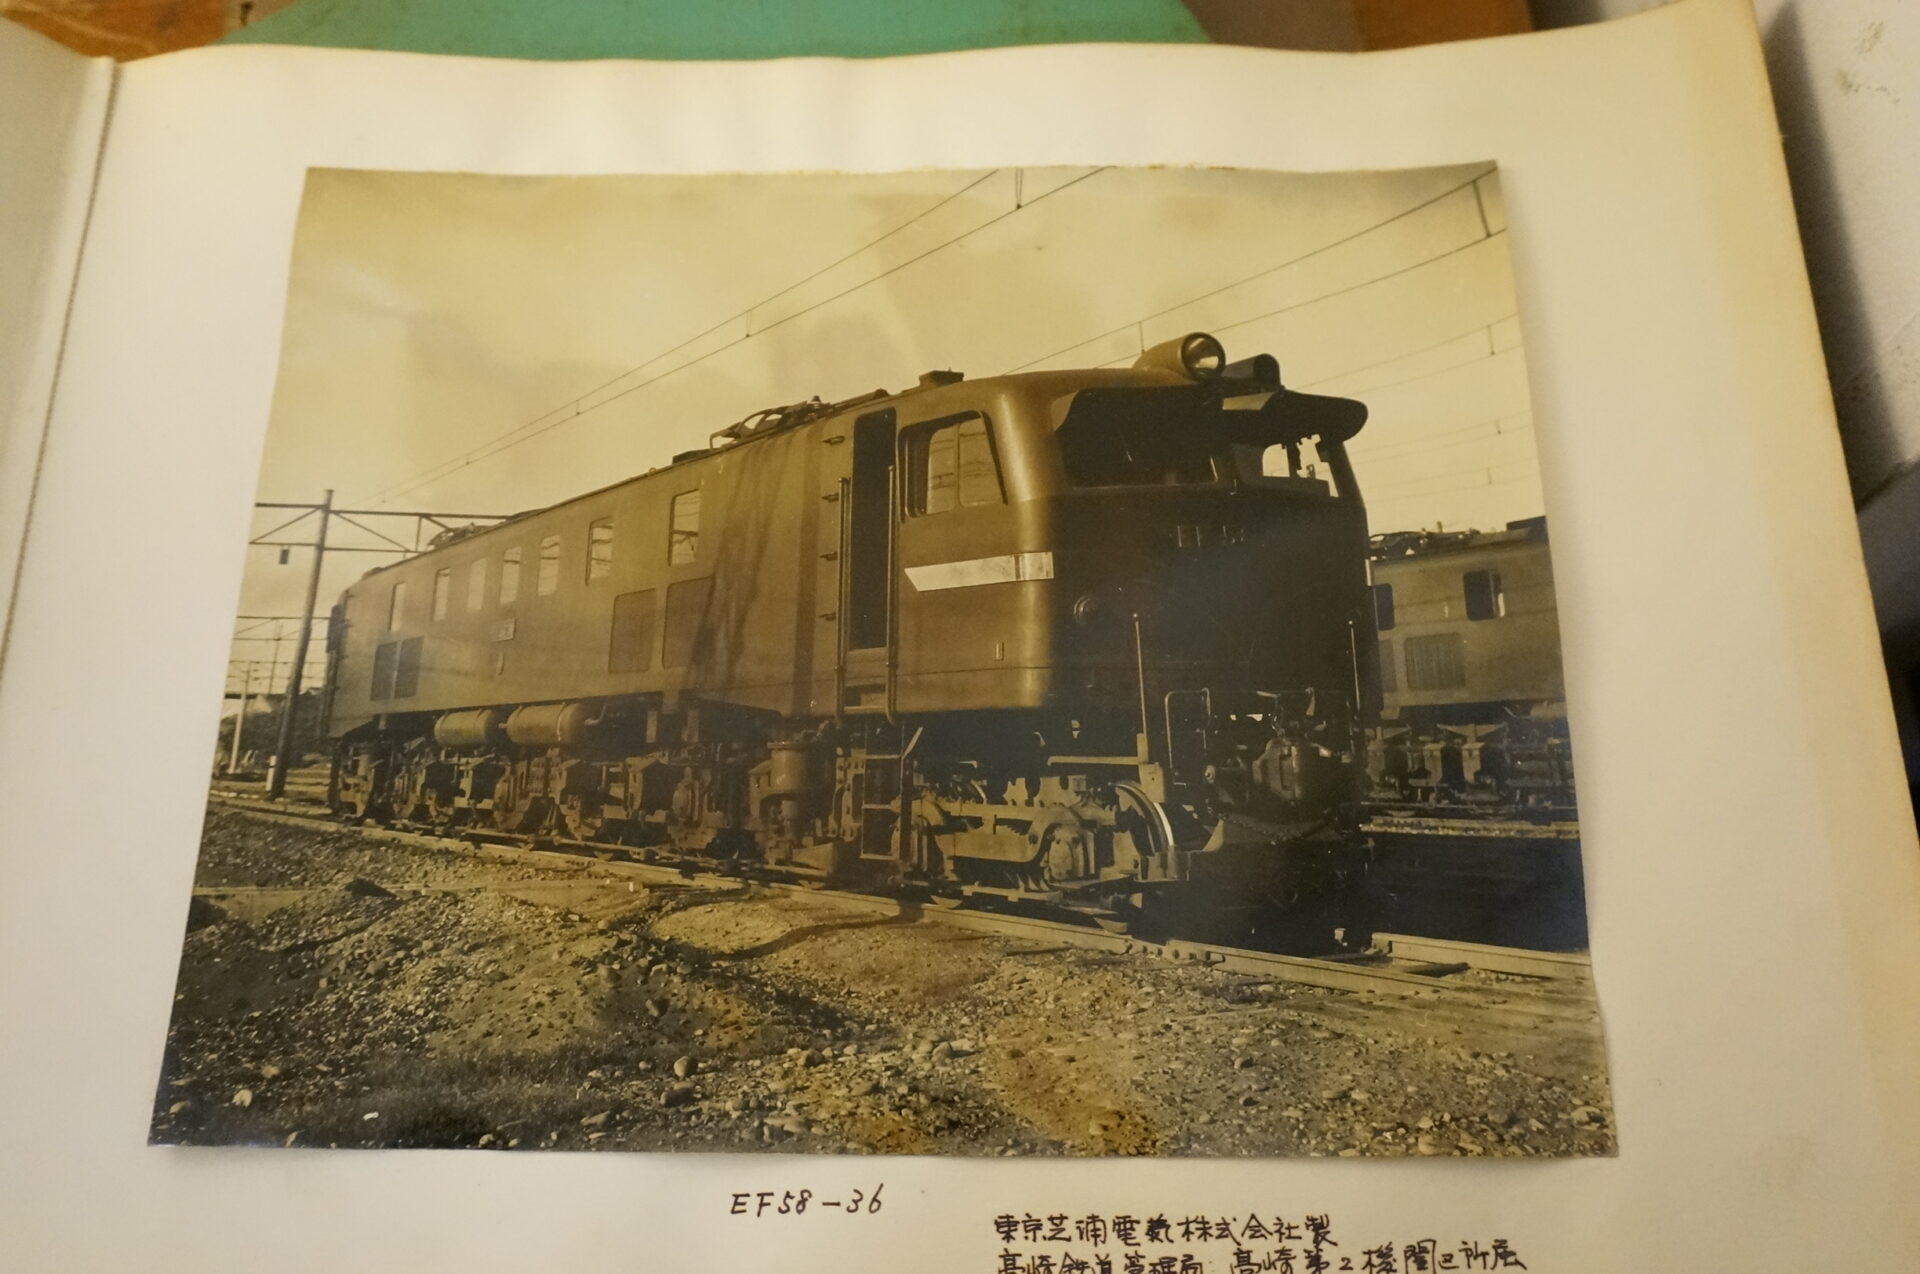 EF58-36
東京芝浦電気株式会社製
高崎鉄道管理局 高崎第2機関区所属